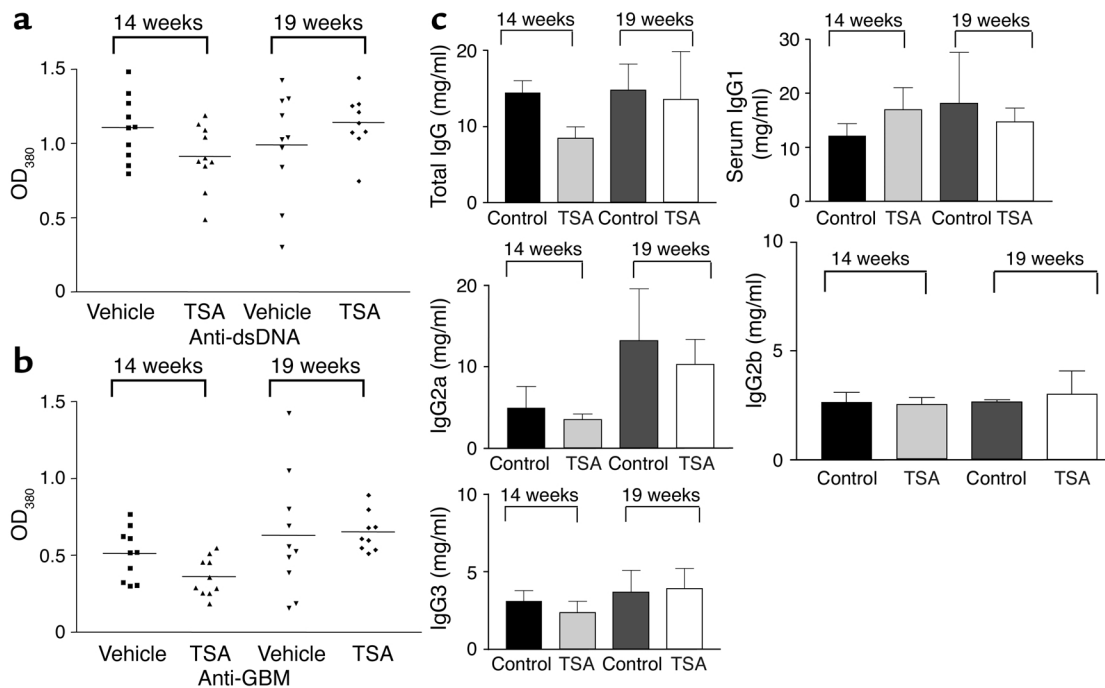 a
14 weeks 19 weeks
1.5
1.0
0.5
0
OD380
Vehicle TSA Vehicle TSA
Anti-dsDNA
b
14 weeks 19 weeks
1.5
1.0
0.5
0
OD380
Vehicle TSA Vehicle TSA
Anti-GBM
c
14 weeks 19 weeks
20
10
0
Total IgG (mg/ml)
Control TSA Control TSA
14 weeks 19 weeks
30
20
10
0
Serum IgG1
(mg/ml)
Control TSA Control TSA
14 weeks 19 weeks
20
10
0
IgG2a (mg/ml)
Control TSA Control TSA
14 weeks 19 weeks
10
5
0
IgG2b (mg/ml)
Control TSA Control TSA
14 weeks 19 weeks
10
5
0
IgG3 (mg/ml)
Control TSA Control TSA